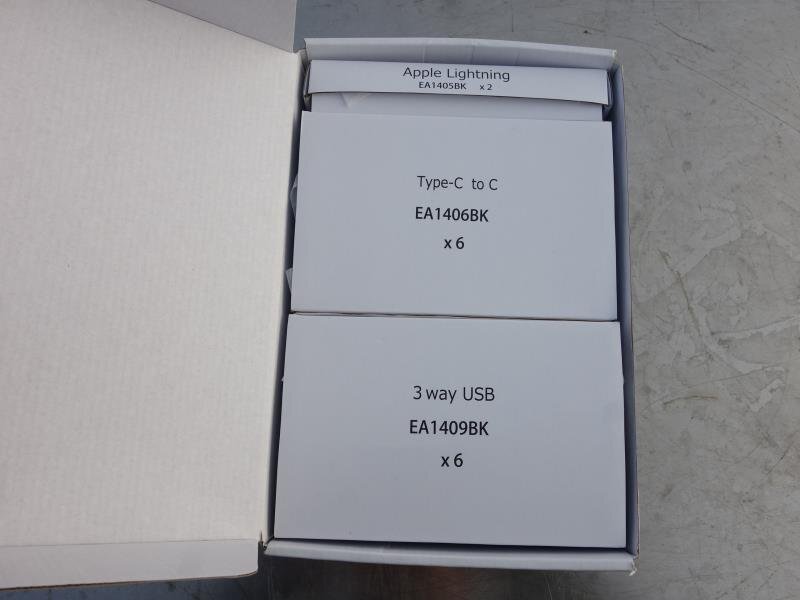 Apple Lightning
EA1405BK x 2
Type-C to C
EA1406BK
x 6
3 way USB
EA1409BK
x 6